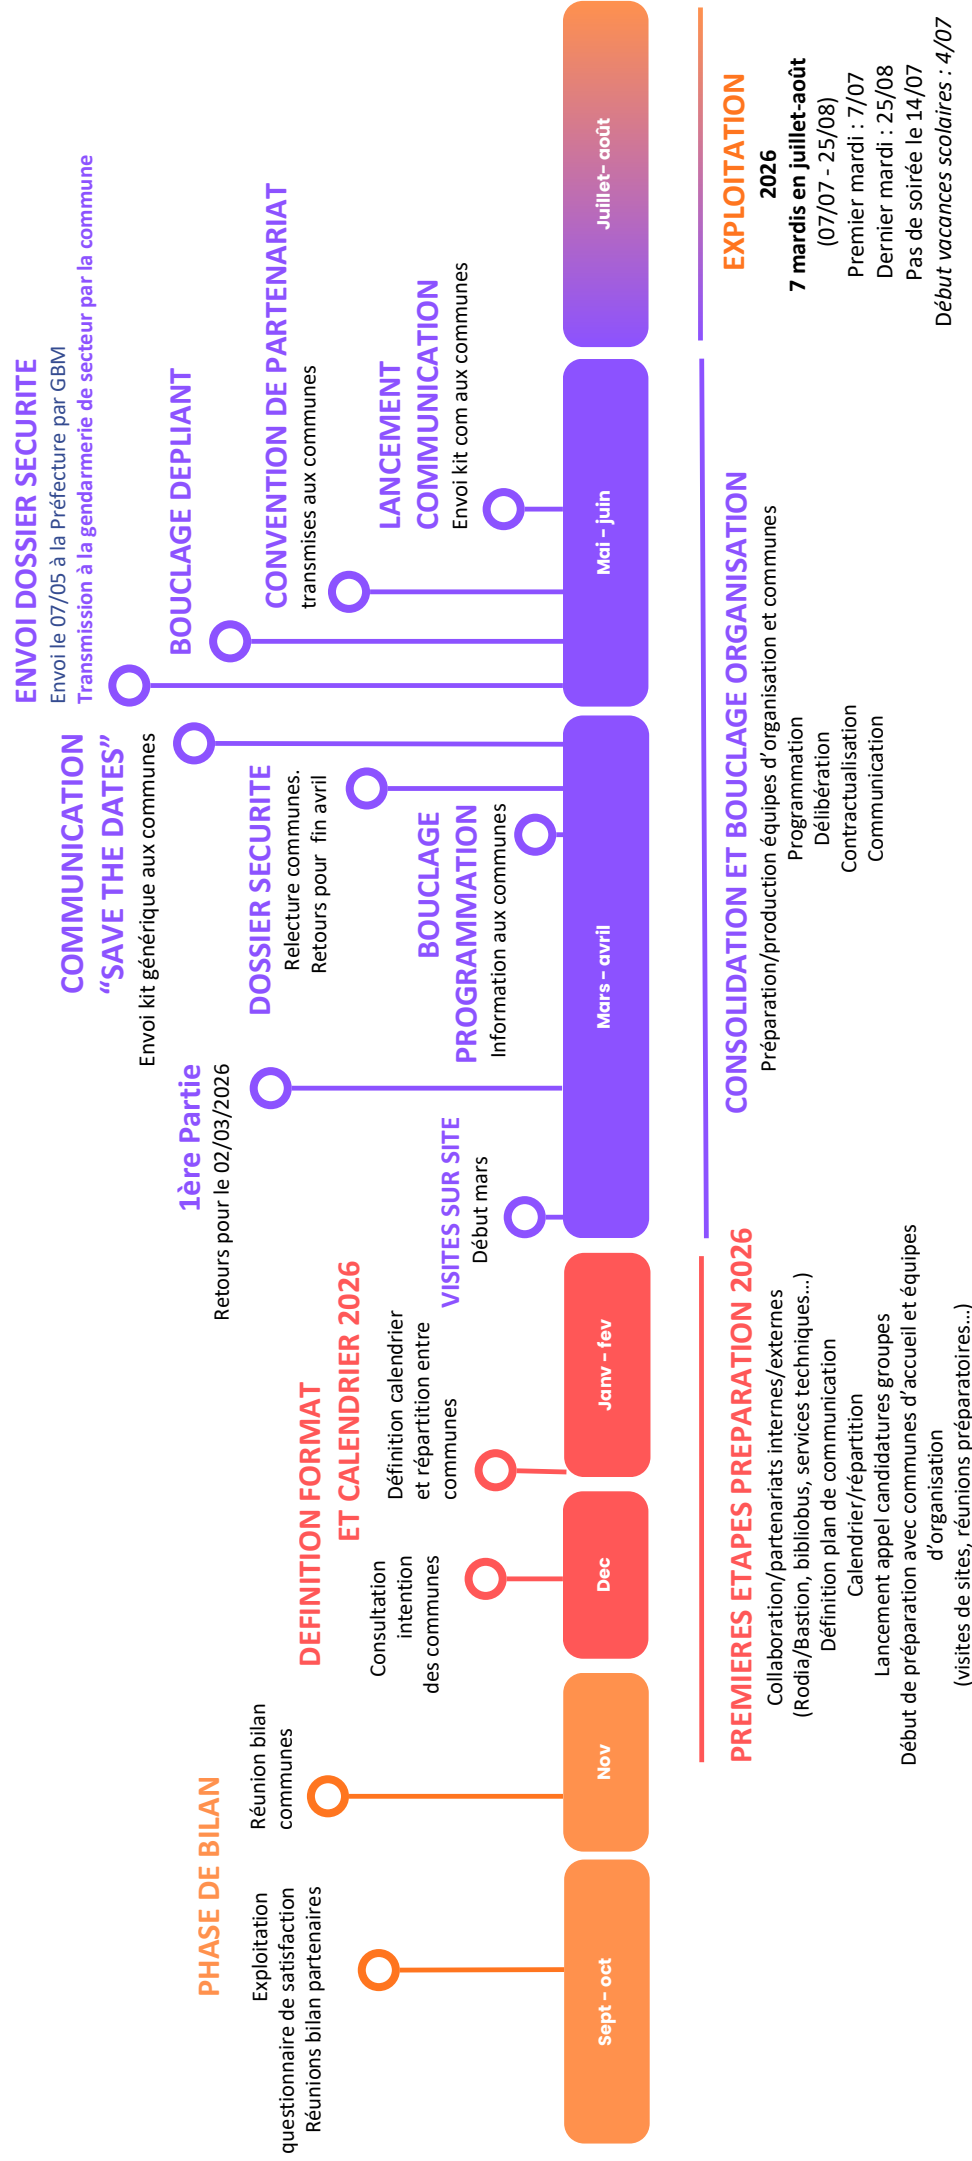 PHASE DE BILAN
Exploitation
questionnaire de satisfaction
Réunions bilan partenaires
Réunion bilan
communes
DEFINITION FORMAT
ET CALENDRIER 2026
Consultation
intention
des communes
Définition calendrier
et répartition entre
communes
VISITES SUR SITE
Début mars
1ère Partie
Retours pour le 02/03/2026
BOUCLAGE
PROGRAMMATION
Information aux communes
DOSSIER SECURITE
Relecture communes.
Retours pour fin avril
COMMUNICATION
“SAVE THE DATES”
Envoi kit générique aux communes
ENVOI DOSSIER SECURITE
Envoi le 07/05 à la Préfecture par GBM
Transmission à la gendarmerie de secteur par la commune
BOUCLAGE DEPLIANT
CONVENTION DE PARTENARIAT
transmises aux communes
LANCEMENT
COMMUNICATION
Envoi kit com aux communes
Sept – oct
Nov
Dec
Janv – fev
Mars – avril
Mai – juin
Juillet– août
PREMIERES ETAPES PREPARATION 2026
Collaboration/partenariats internes/externes
(Rodia/Bastion, bibliobus, services techniques…)
Définition plan de communication
Calendrier/répartition
Lancement appel candidatures groupes
Début de préparation avec communes d’accueil et équipes
d’organisation
(visites de sites, réunions préparatoires…)
CONSOLIDATION ET BOUCLAGE ORGANISATION
Préparation/production équipes d’organisation et communes
Programmation
Délibération
Contractualisation
Communication
EXPLOITATION
2026
7 mardis en juillet-août
(07/07 - 25/08)
Premier mardi : 7/07
Dernier mardi : 25/08
Pas de soirée le 14/07
Début vacances scolaires : 4/07